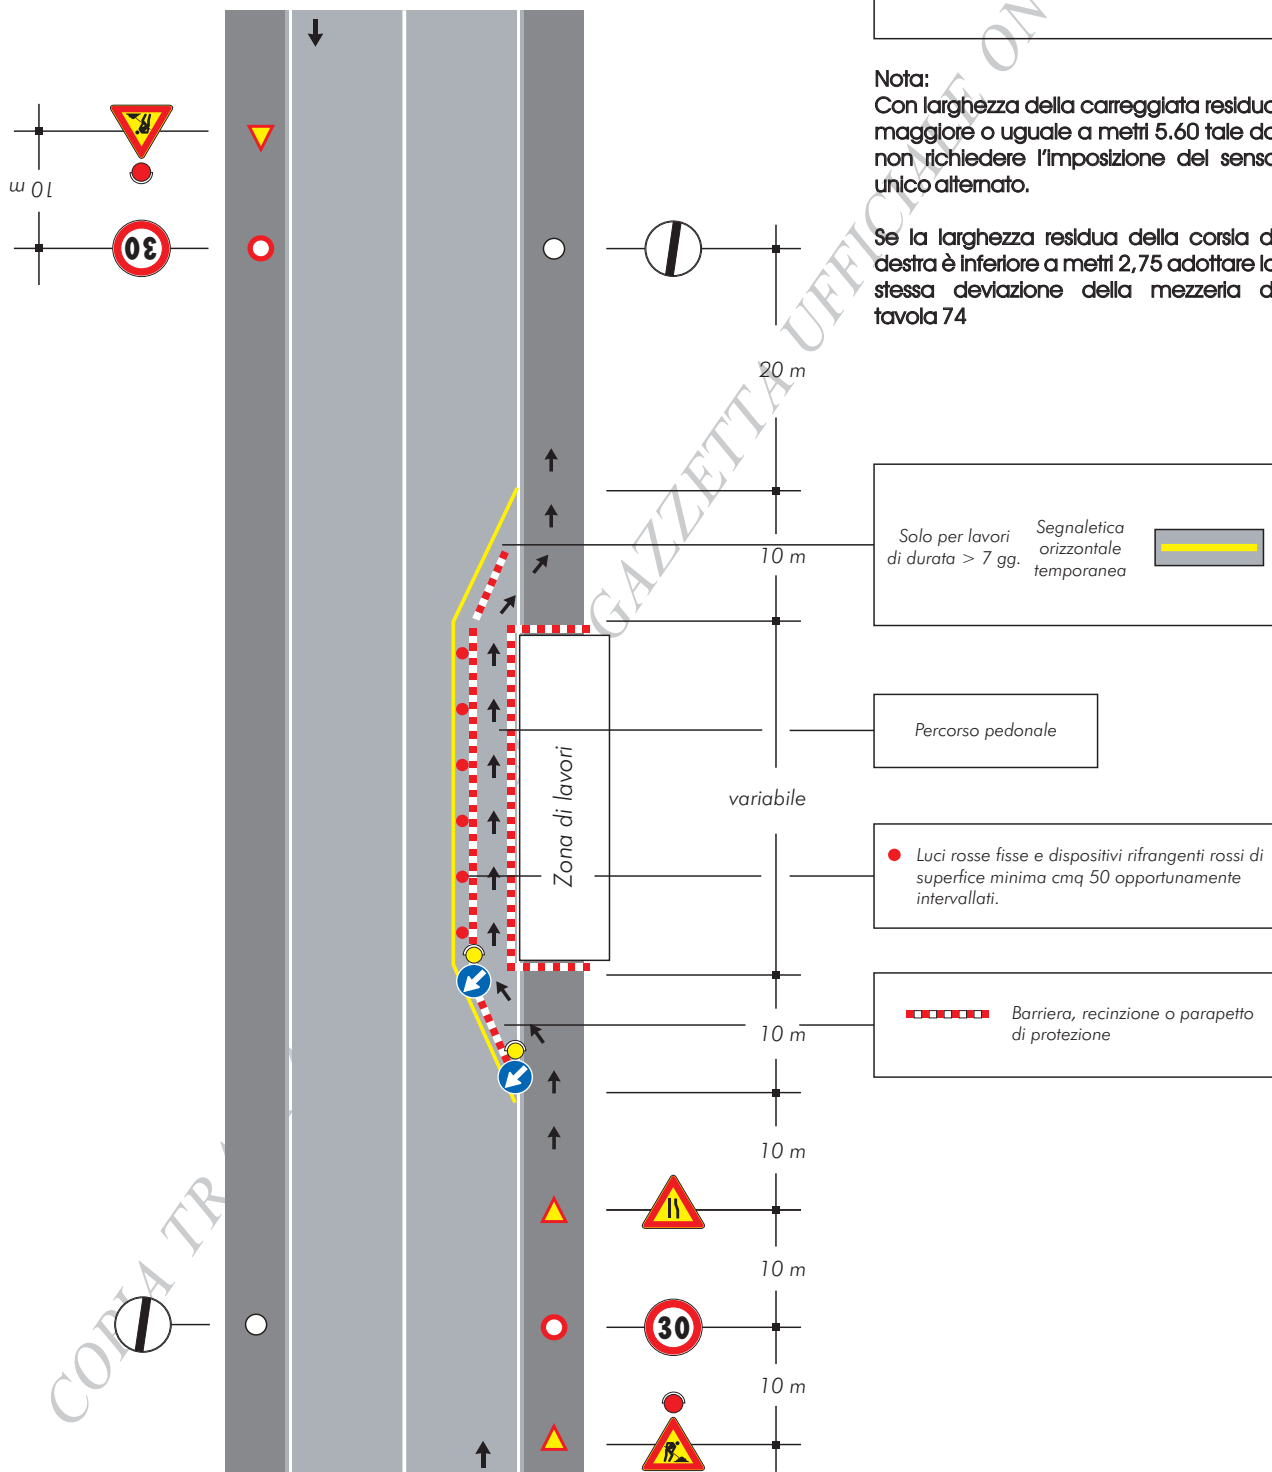 Nota:
Con larghezza della carreggiata residua
maggiore o uguale a metri 5.60 tale da
non richiedere l'imposizione del senso
unico alternato.
Se la larghezza residua della corsia d
destra è inferiore a metri 2,75 adottare la
stessa deviazione della mezzeria d
tavola 74
10 m
30
20 m
10 m
Solo per lavori
di durata > 7 gg.
Segnaletica
orizzontale
temporanea
Percorso pedonale
Zona di lavori
variabile
Luci rosse fisse e dispositivi rifrangenti rossi di
superfice minima cmq 50 opportunamente
intervallati.
Barriera, recinzione o parapetto
di protezione
10 m
10 m
10 m
30
10 m
COPIA TR
GAZZETTA UFFICIALE ON